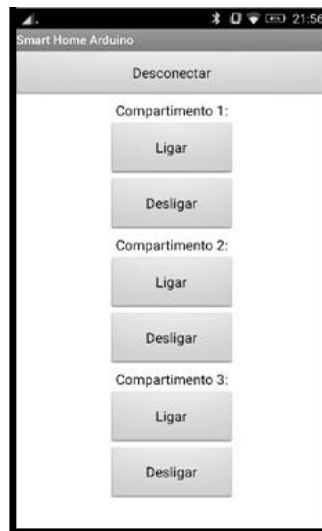 21:56
Smart Home Arduino
Desconectar
Compartimento 1:
Ligar
Desligar
Compartimento 2:
Ligar
Desligar
Compartimento 3:
Ligar
Desligar